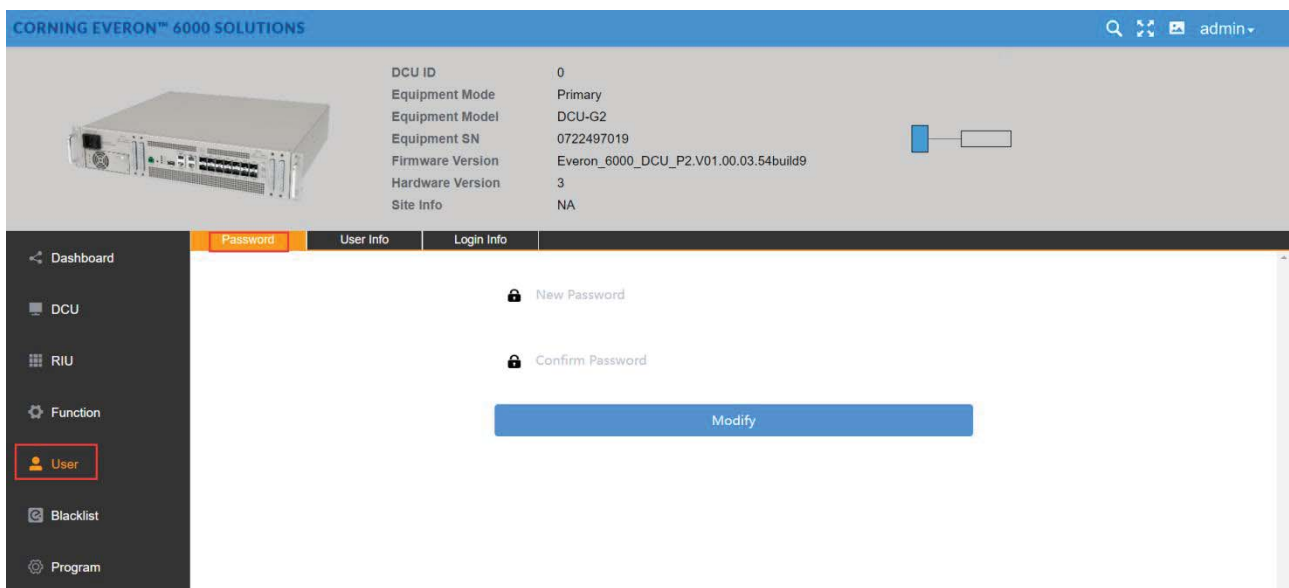 CORNING EVERON™ 6000 SOLUTIONS
admin
DCU ID 0
Equipment Mode Primary
Equipment Model DCU-G2
Equipment SN 0722497019
Firmware Version Everon_6000_DCU_P2.V01.00.03.54build9
Hardware Version 3
Site Info NA
Password User Info Login Info
Dashboard
DCU
RIU
Function
User
Blacklist
Program
New Password
Confirm Password
Modify